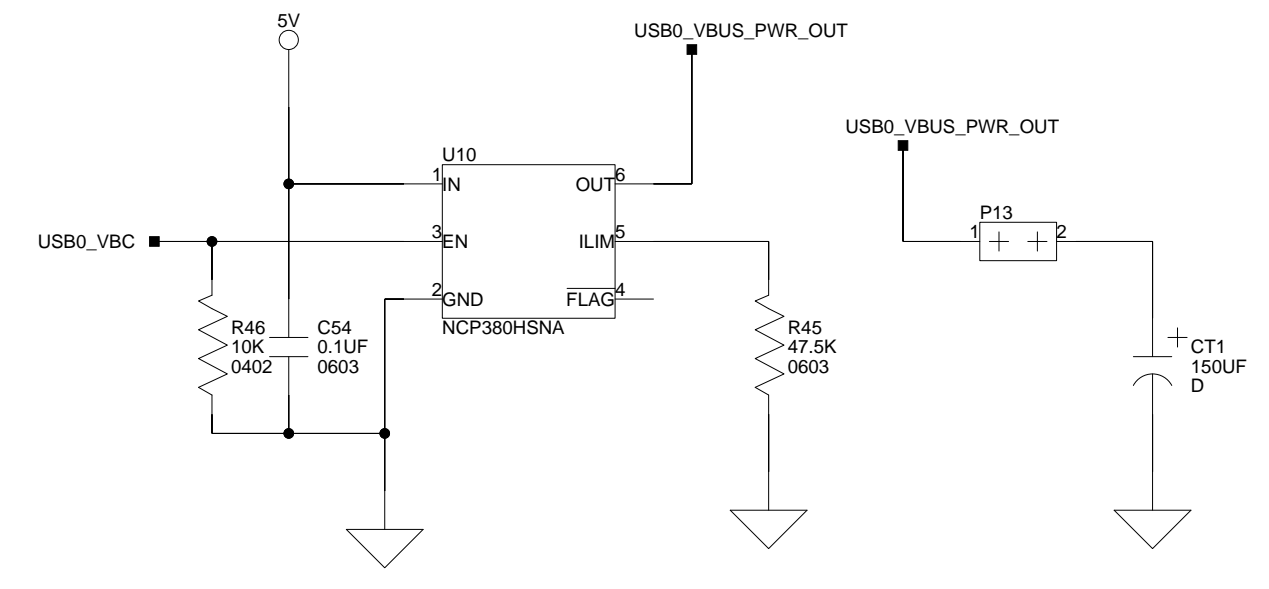 5V
USB0_VBUS_PWR_OUT
USB0_VBUS_PWR_OUT
U10
1
IN
OUT
6
P13
1
2
USB0_VBC
3
EN
ILIM
5
2
GND
FLAG
4
NCP380HSNA
R46
10K
0402
C54
0.1UF
0603
R45
47.5K
0603
+
CT1
150UF
D